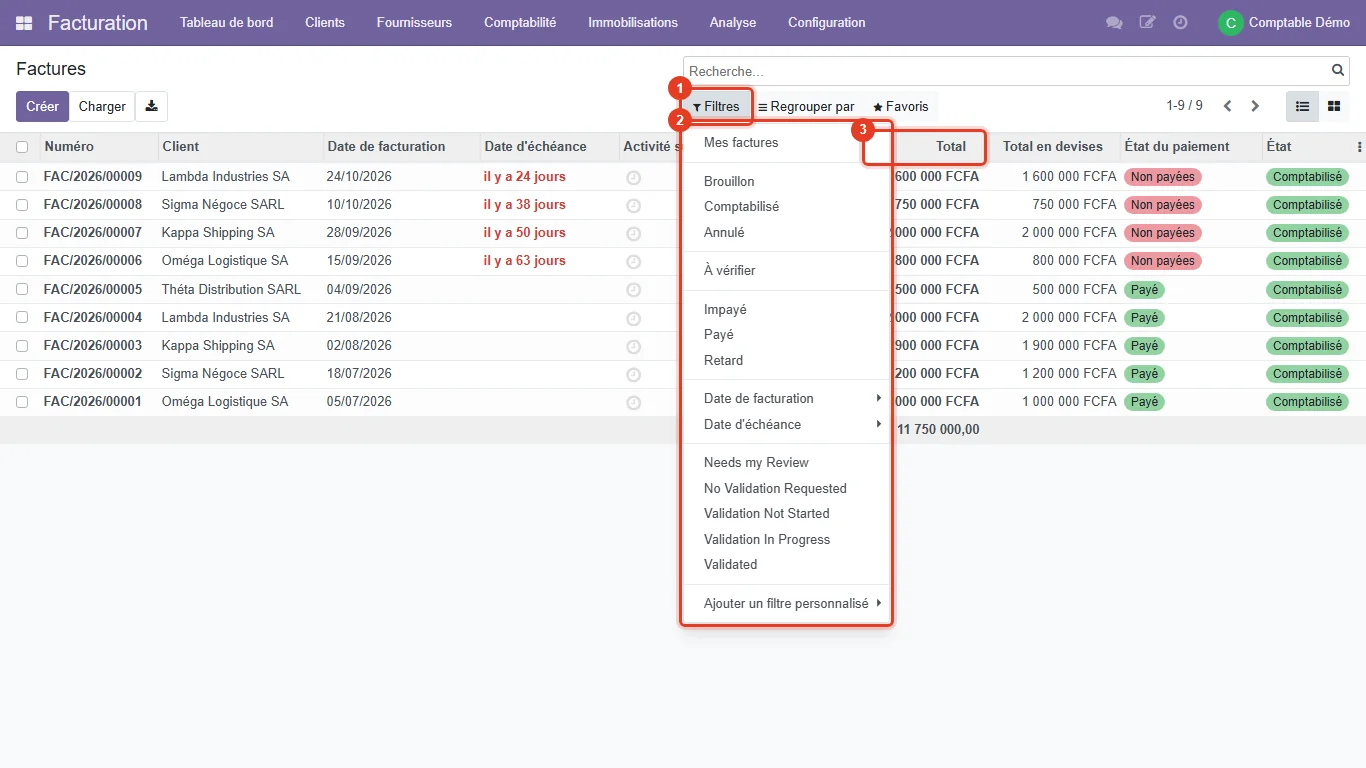 Facturation Tableau de bord Clients Fournisseurs Comptabilité Immobilisations Analyse Configuration C Comptable Démo
Factures
Recherche...
Créer Charger
1
Filtres Regrouper par Favoris
1-9 / 9
2
3
Numéro Client Date de facturation Date d'échéance Activité Total Total en devises État du paiement État
FAC/2026/00009 Lambda Industries SA 24/10/2026 il y a 24 jours 600 000 FCFA 1 600 000 FCFA Non payées Comptabilisé
FAC/2026/00008 Sigma Négoce SARL 10/10/2026 il y a 38 jours 750 000 FCFA 750 000 FCFA Non payées Comptabilisé
FAC/2026/00007 Kappa Shipping SA 28/09/2026 il y a 50 jours 000 000 FCFA 2 000 000 FCFA Non payées Comptabilisé
FAC/2026/00006 Oméga Logistique SA 15/09/2026 il y a 63 jours 800 000 FCFA 800 000 FCFA Non payées Comptabilisé
FAC/2026/00005 Théta Distribution SARL 04/09/2026 500 000 FCFA 500 000 FCFA Payé Comptabilisé
FAC/2026/00004 Lambda Industries SA 21/08/2026 000 000 FCFA 2 000 000 FCFA Payé Comptabilisé
FAC/2026/00003 Kappa Shipping SA 02/08/2026 900 000 FCFA 1 900 000 FCFA Payé Comptabilisé
FAC/2026/00002 Sigma Négoce SARL 18/07/2026 200 000 FCFA 1 200 000 FCFA Payé Comptabilisé
FAC/2026/00001 Oméga Logistique SA 05/07/2026 000 000 FCFA 1 000 000 FCFA Payé Comptabilisé
11 750 000,00
Mes factures
Brouillon
Comptabilisé
Annulé
À vérifier
Impayé
Payé
Retard
Date de facturation
Date d'échéance
Needs my Review
No Validation Requested
Validation Not Started
Validation In Progress
Validated
Ajouter un filtre personnalisé